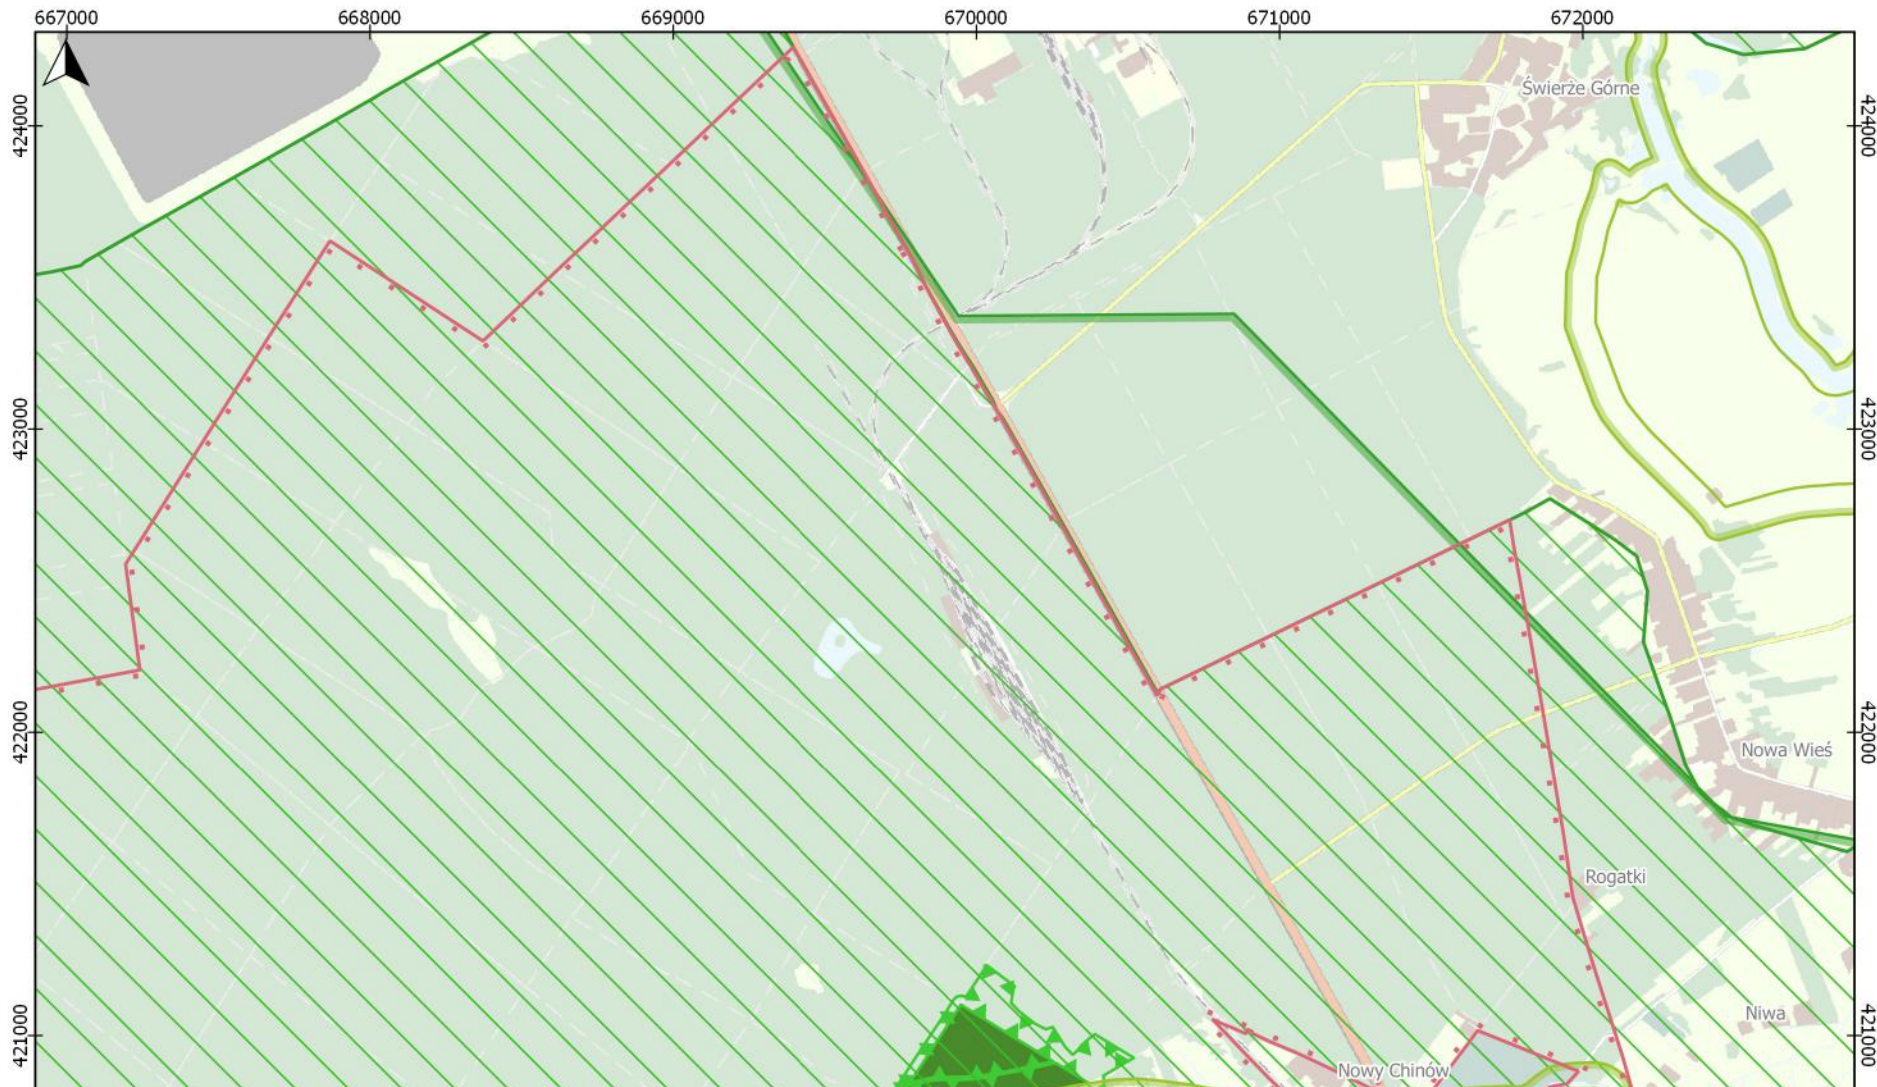 667000 668000 669000 670000 671000 672000
424000 424000
423000 423000
422000 422000
421000 421000
Świerże Górne
Nowa Wieś
Rogatki
Niwa
Nowy Chinów